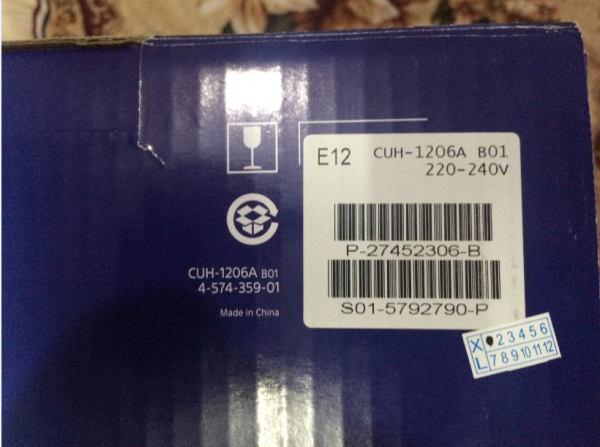 E12
CUH-1206A B01
220-240V
P-27452306-B
S01-5792790-P
CUH-1206A B01
4-574-359-01
Made in China
X 2 3 4 5 6
L 7 8 9 10 11 12